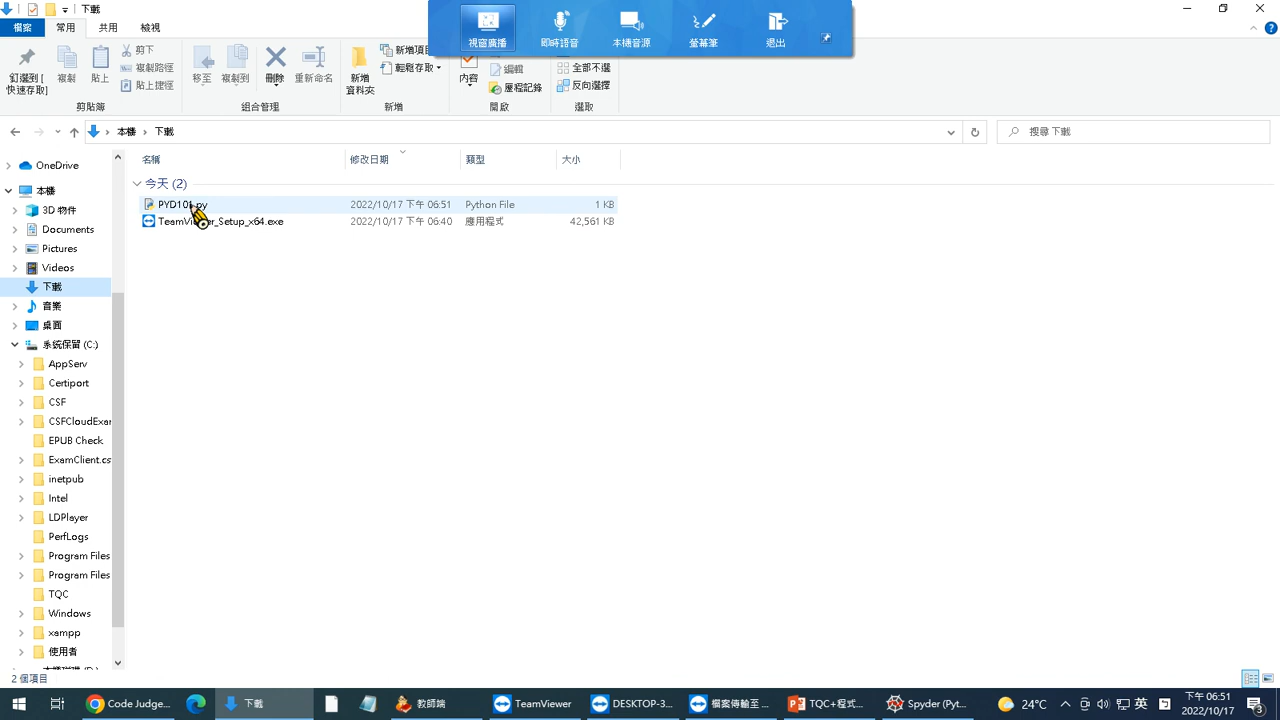 下載
檔案 常用 共用 檢視
視窗廣播 即時語音 本機音源 螢幕筆 退出
釘選到 [
快速存取]
複製
貼上
剪下
複製路徑
貼上捷徑
剪貼簿
移至
複製到
刪除
重新命名
組合管理
新增
資料夾
新增項目
輕鬆存取
新增
內容
編輯
歷程記錄
開啟
全部不選
反向選擇
選取
本機 › 下載
搜尋 下載
名稱 修改日期 類型 大小
今天 (2)
PYD101.py 2022/10/17 下午 06:51 Python File 1 KB
TeamViewer_Setup_x64.exe 2022/10/17 下午 06:40 應用程式 42,561 KB
OneDrive
本機
3D 物件
Documents
Pictures
Videos
下載
音樂
桌面
系統保留 (C:)
AppServ
Certiport
CSF
CSFCloudExar
EPUB Check
ExamClient.cs
inetpub
Intel
LDPlayer
PerfLogs
Program Files
Program Files
TQC
Windows
xampp
使用者
2 個項目
Code Judge...
下載
教師端
TeamViewer
DESKTOP-3...
檔案傳輸至 ...
TQC+程式...
Spyder (Pyt...
24°C
英
下午 06:51
2022/10/17
3